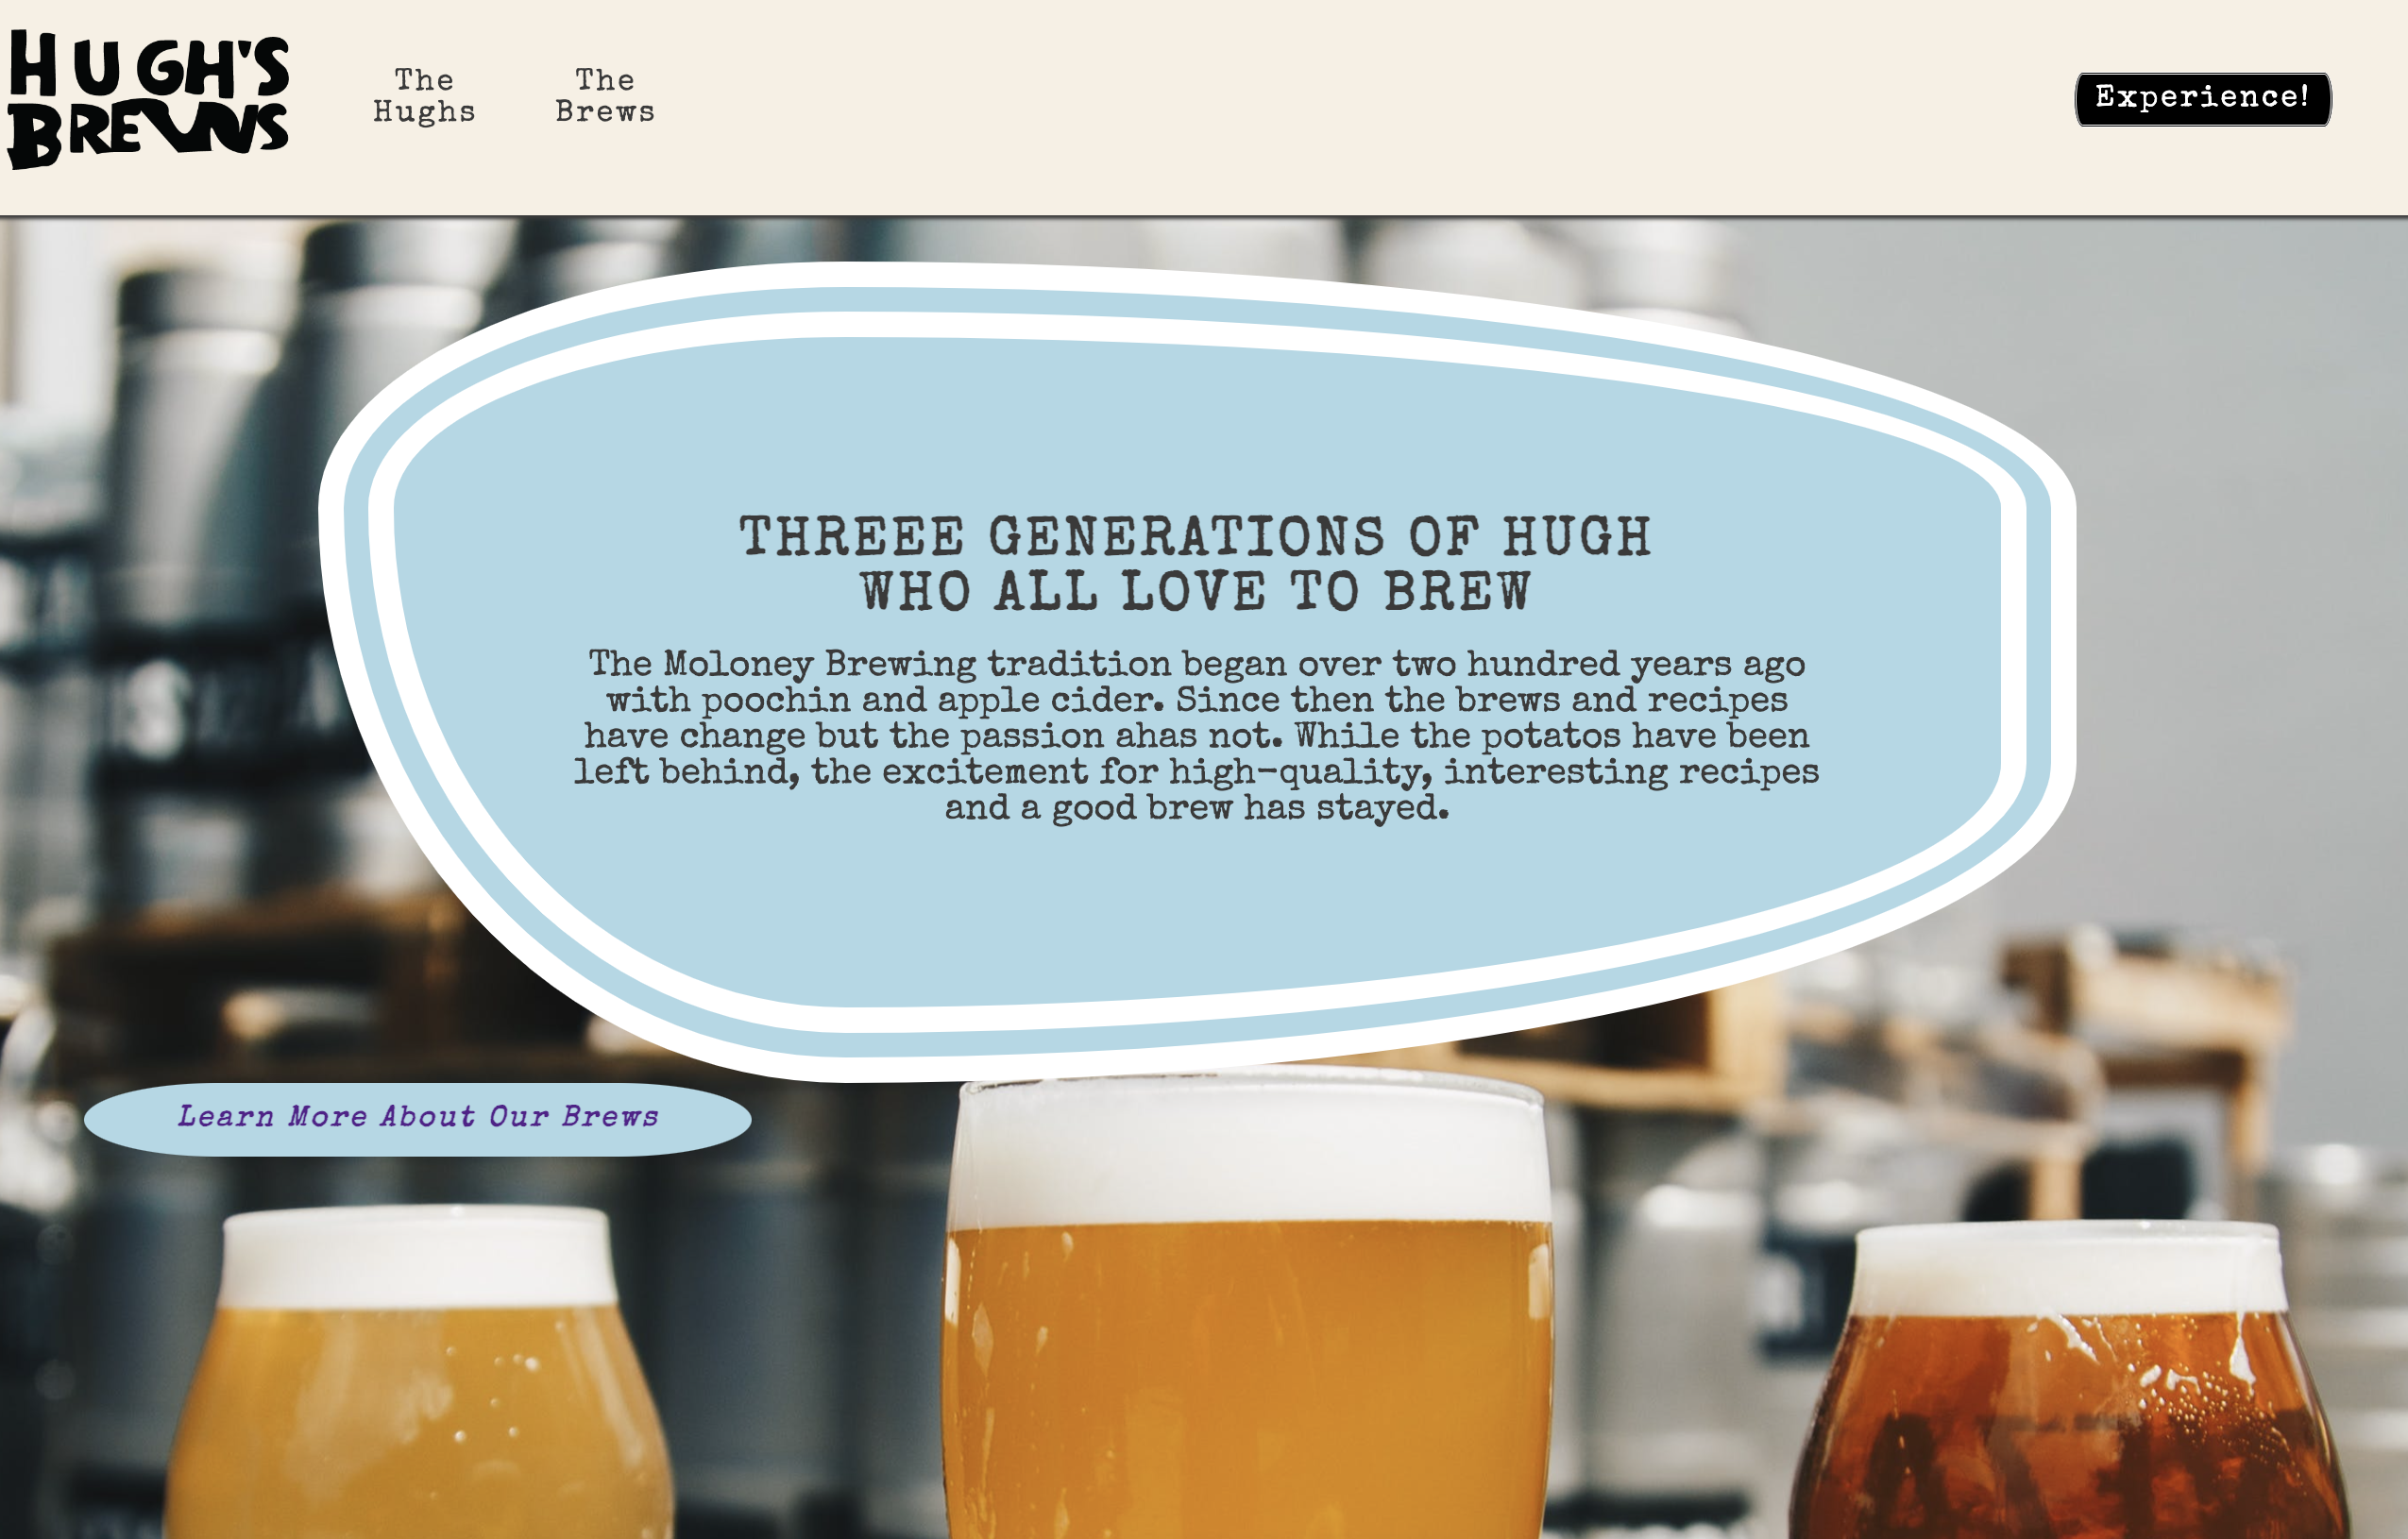 HUGH'S
BREWS
The
Hughs
The
Brews
Experience!
THREEE GENERATIONS OF HUGH
WHO ALL LOVE TO BREW
The Moloney Brewing tradition began over two hundred years ago
with poochin and apple cider. Since then the brews and recipes
have change but the passion ahas not. While the potatos have been
left behind, the excitement for high-quality, interesting recipes
and a good brew has stayed.
Learn More About Our Brews